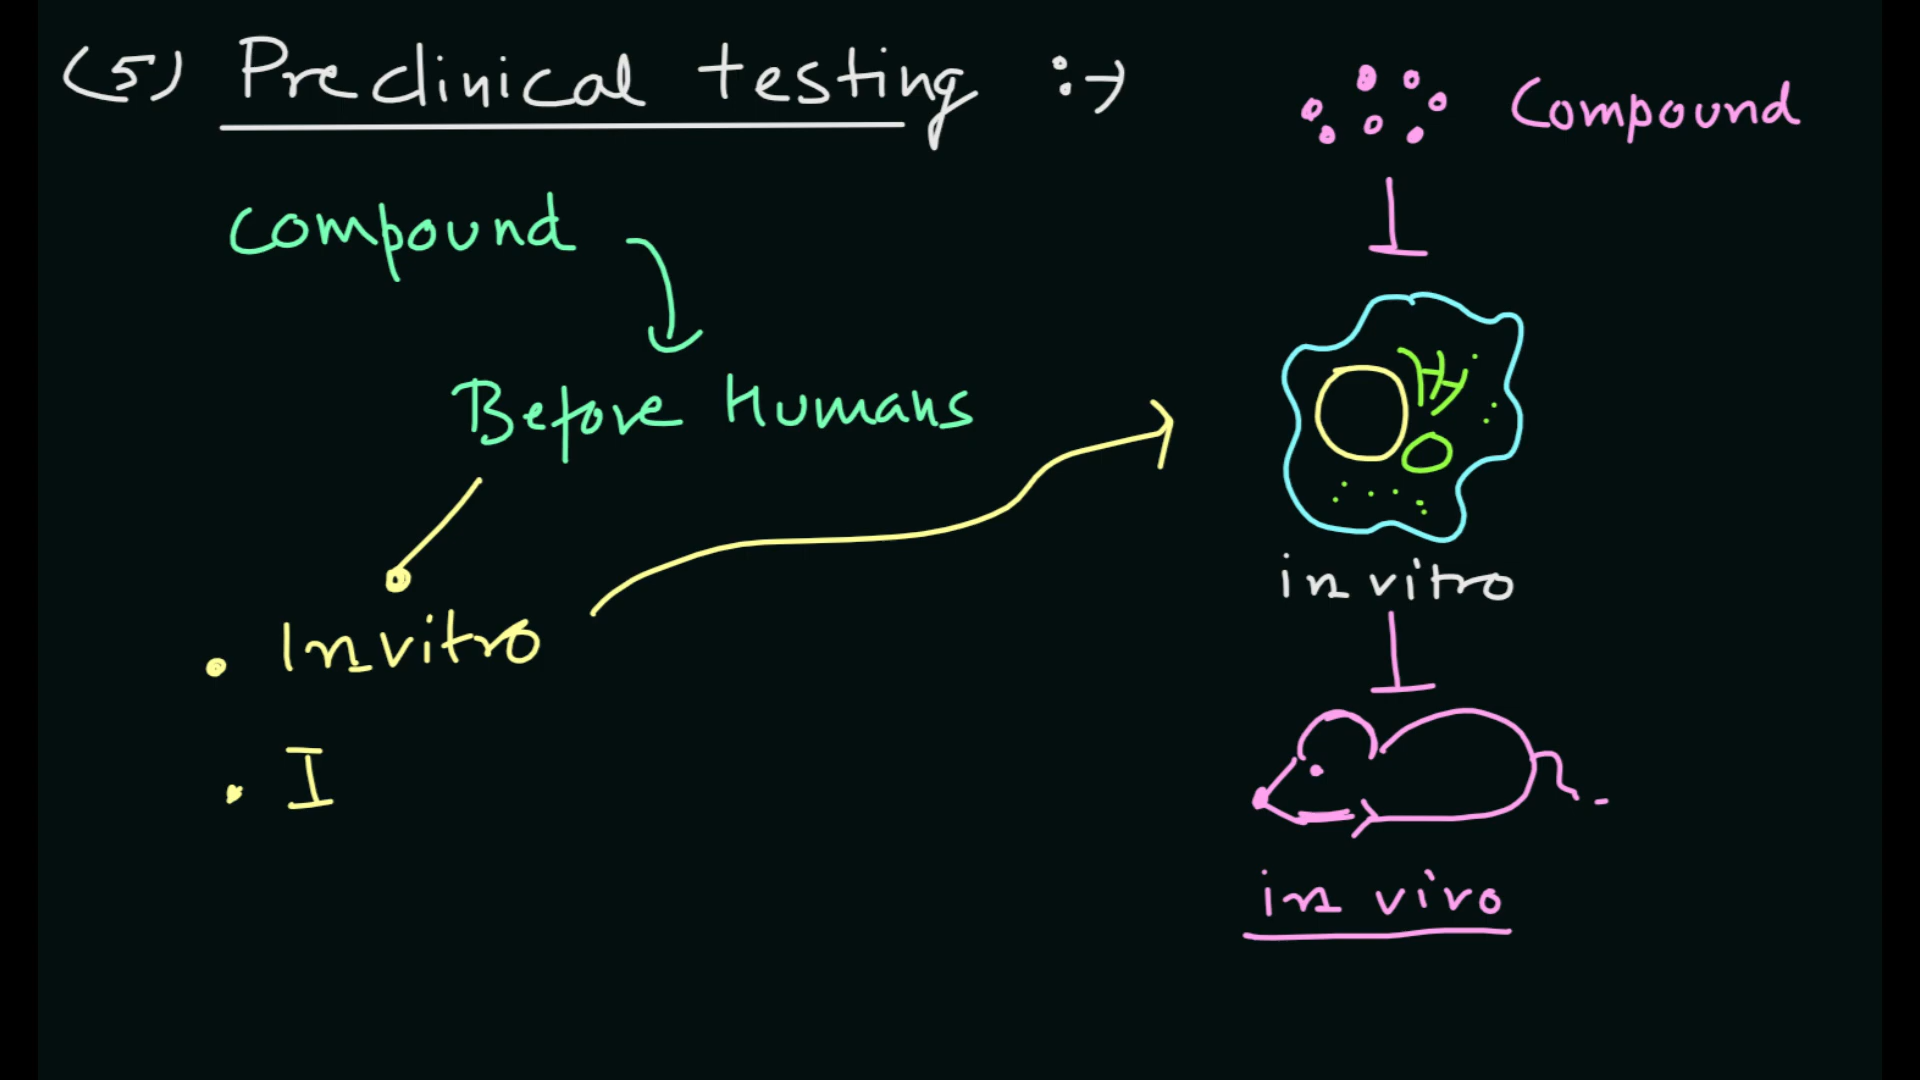 (5) Preclinical testing :→
Compound
Before Humans
• Invitro
• I
Compound
in vitro
in vivo